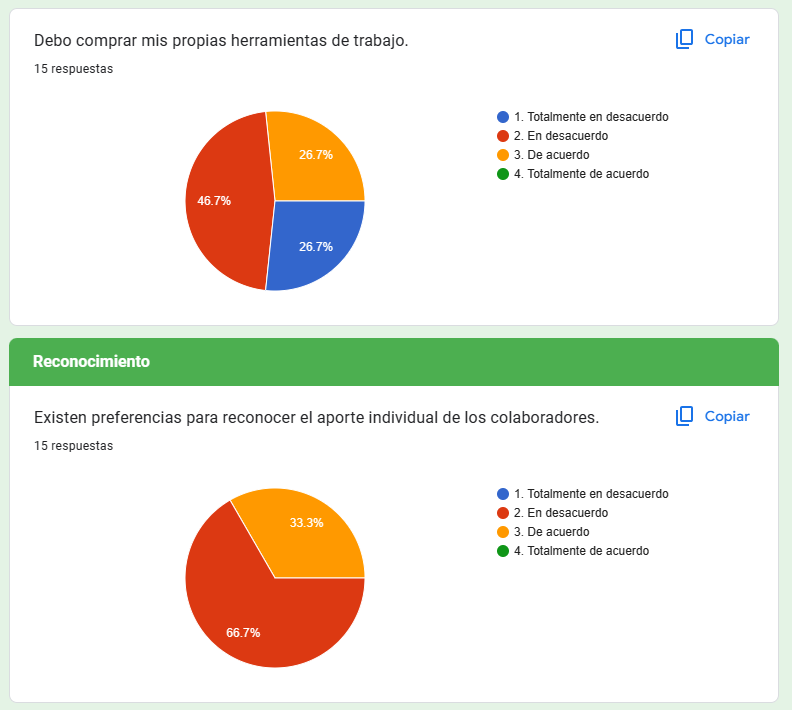 Debo comprar mis propias herramientas de trabajo.
Copiar
15 respuestas
26.7%
46.7%
26.7%
1. Totalmente en desacuerdo
2. En desacuerdo
3. De acuerdo
4. Totalmente de acuerdo
Reconocimiento
Existen preferencias para reconocer el aporte individual de los colaboradores.
Copiar
15 respuestas
33.3%
66.7%
1. Totalmente en desacuerdo
2. En desacuerdo
3. De acuerdo
4. Totalmente de acuerdo